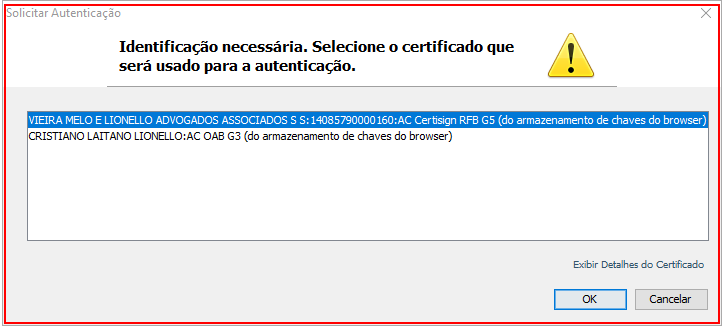 Solicitar Autenticação
Identificação necessária. Selecione o certificado que
será usado para a autenticação.
VIEIRA MELO E LIONELLO ADVOGADOS ASSOCIADOS S S:14085790000160:AC Certisign RFB G5 (do armazenamento de chaves do browser)
CRISTIANO LAITANO LIONELLO:AC OAB G3 (do armazenamento de chaves do browser)
Exibir Detalhes do Certificado
OK Cancelar